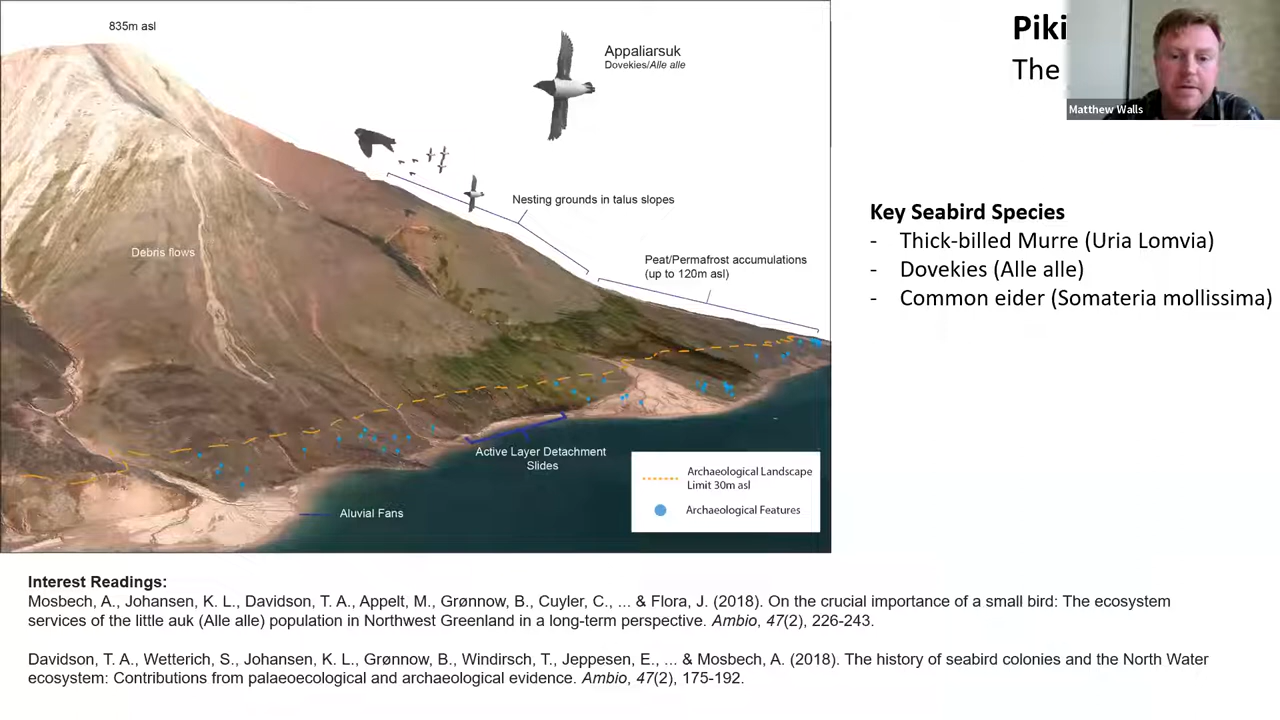 835m asl
Appaliarsuk
Dovekies/Alle alle
Piki
The
Matthew Walls
Nesting grounds in talus slopes
Key Seabird Species
- Thick-billed Murre (Uria Lomvia)
- Dovekies (Alle alle)
- Common eider (Somateria mollissima)
Debris flows
Peat/Permafrost accumulations
(up to 120m asl)
Active Layer Detachment
Slides
Archaeological Landscape
Limit 30m asl
Archaeological Features
Aluvial Fans
Interest Readings:
Mosbech, A., Johansen, K. L., Davidson, T. A., Appelt, M., Grønnow, B., Cuyler, C., ... & Flora, J. (2018). On the crucial importance of a small bird: The ecosystem
services of the little auk (Alle alle) population in Northwest Greenland in a long-term perspective. Ambio, 47(2), 226-243.
Davidson, T. A., Wetterich, S., Johansen, K. L., Grønnow, B., Windirsch, T., Jeppesen, E., ... & Mosbech, A. (2018). The history of seabird colonies and the North Water
ecosystem: Contributions from palaeoecological and archaeological evidence. Ambio, 47(2), 175-192.